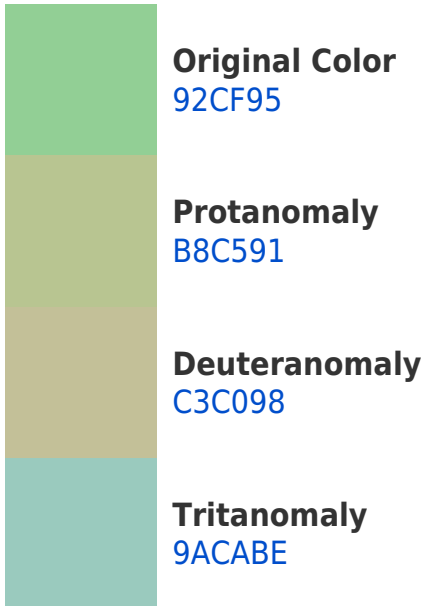 Original Color
92CF95
Protanomaly
B8C591
Deuteranomaly
C3C098
Tritanomaly
9ACABE